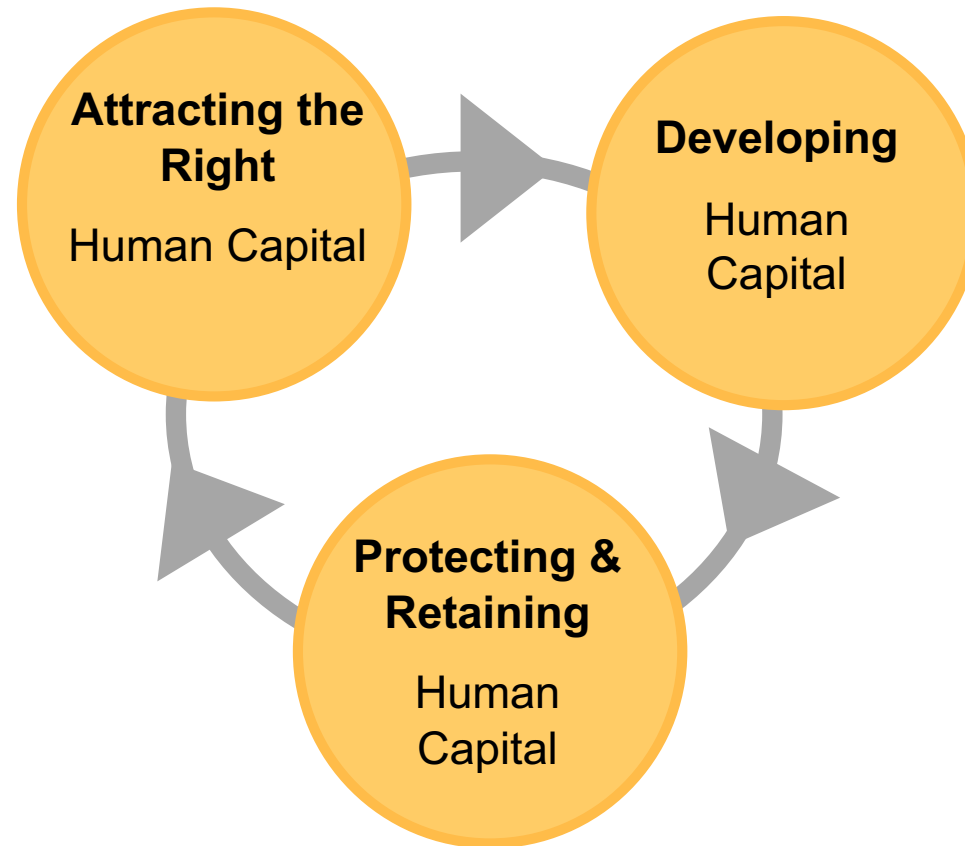 Attracting the
Right
Human Capital
Developing
Human
Capital
Protecting &
Retaining
Human
Capital